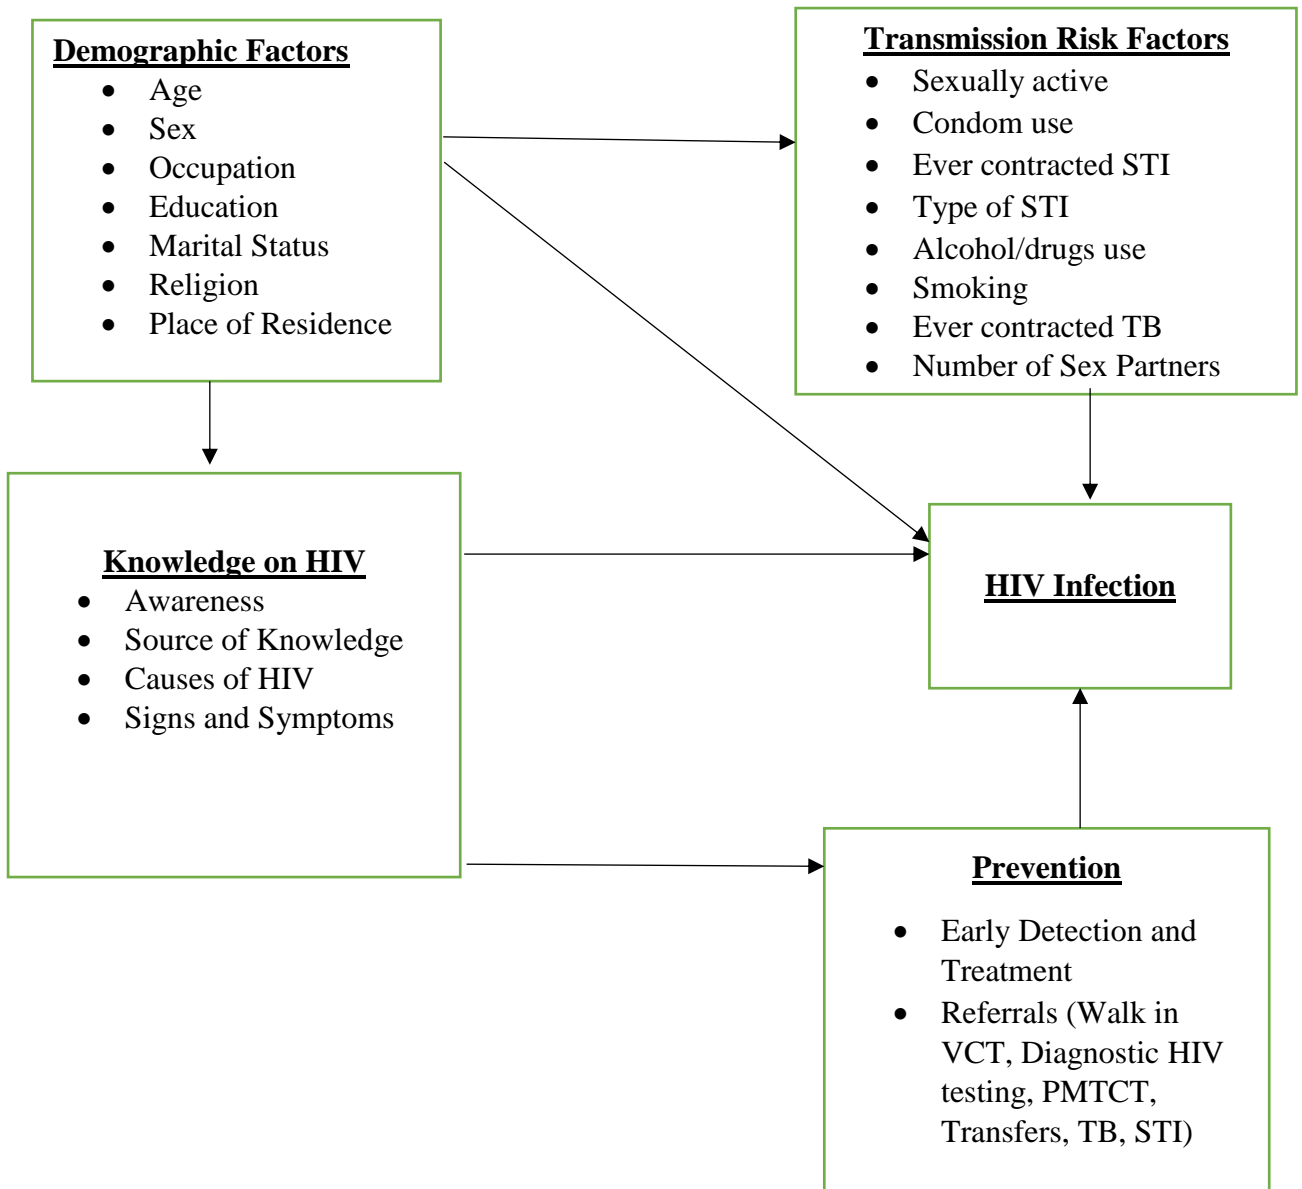 Demographic Factors
• Age
• Sex
• Occupation
• Education
• Marital Status
• Religion
• Place of Residence
Transmission Risk Factors
• Sexually active
• Condom use
• Ever contracted STI
• Type of STI
• Alcohol/drugs use
• Smoking
• Ever contracted TB
• Number of Sex Partners
Knowledge on HIV
• Awareness
• Source of Knowledge
• Causes of HIV
• Signs and Symptoms
HIV Infection
Prevention
• Early Detection and
Treatment
• Referrals (Walk in
VCT, Diagnostic HIV
testing, PMTCT,
Transfers, TB, STI)